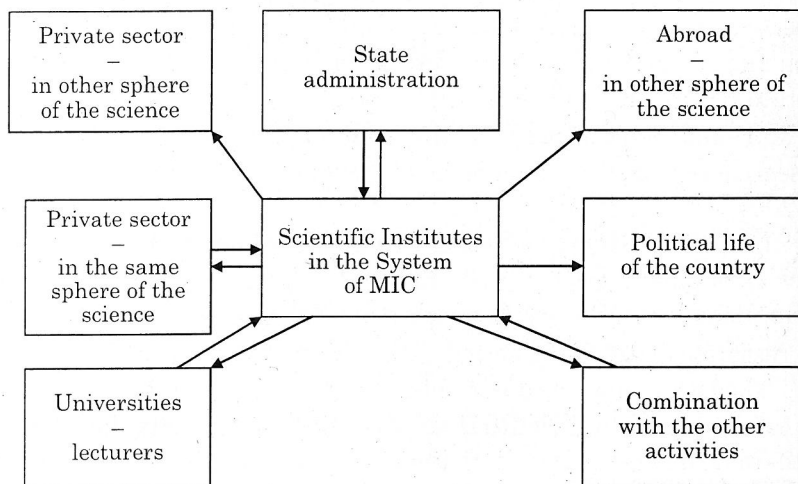 Private sector
–
in other sphere
of the science
State
administration
Abroad
–
in other sphere of
the science
Private sector
–
in the same
sphere of the
science
Scientific Institutes
in the System
of MIC
Political life
of the country
Universities
–
lecturers
Combination
with the other
activities